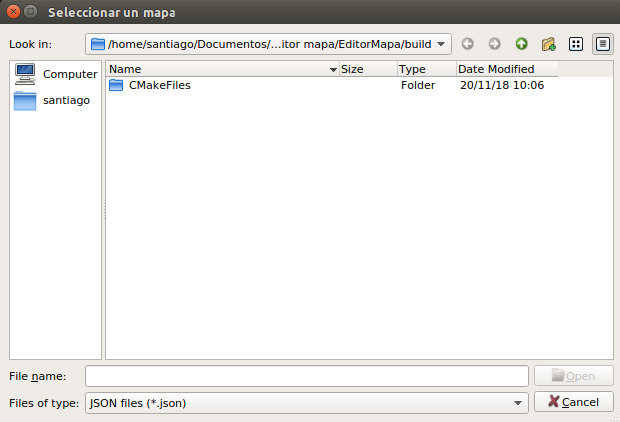 Seleccionar un mapa
Look in: /home/santiago/Documentos/...itor mapa/EditorMapa/build
Computer
santiago
Name Size Type Date Modified
CMakeFiles Folder 20/11/18 10:06
File name: Open
Files of type: JSON files (*.json) Cancel